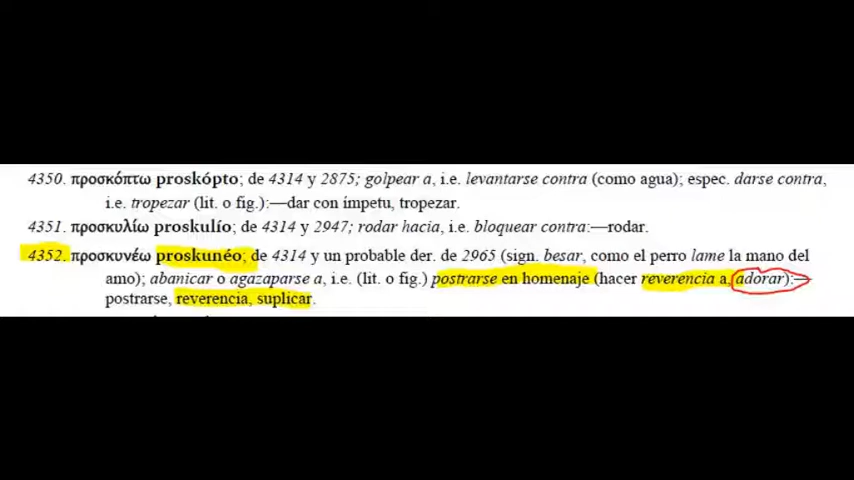 4350. προσκόπτω proskópto; de 4314 y 2875; golpear a, i.e. levantarse contra (como agua); espec. darse contra,
i.e. tropezar (lit. o fig.):—dar con ímpetu, tropezar.
4351. προσκυλίω proskulío; de 4314 y 2947; rodar hacia, i.e. bloquear contra:—rodar.
4352. προσκυνέω proskunéo; de 4314 y un probable der. de 2965 (sign. besar, como el perro lame la mano del
amo); abanicar o agazaparse a, i.e. (lit. o fig.) postrarse en homenaje (hacer reverencia a, adorar):—
postrarse, reverencia, suplicar.